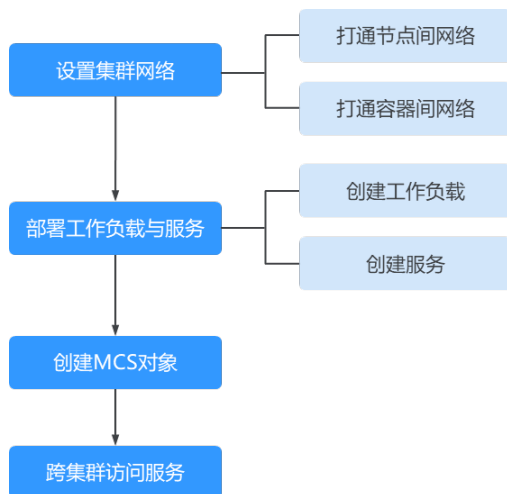 设置集群网络
打通节点间网络
打通容器间网络
部署工作负载与服务
创建工作负载
创建服务
创建MCS对象
跨集群访问服务